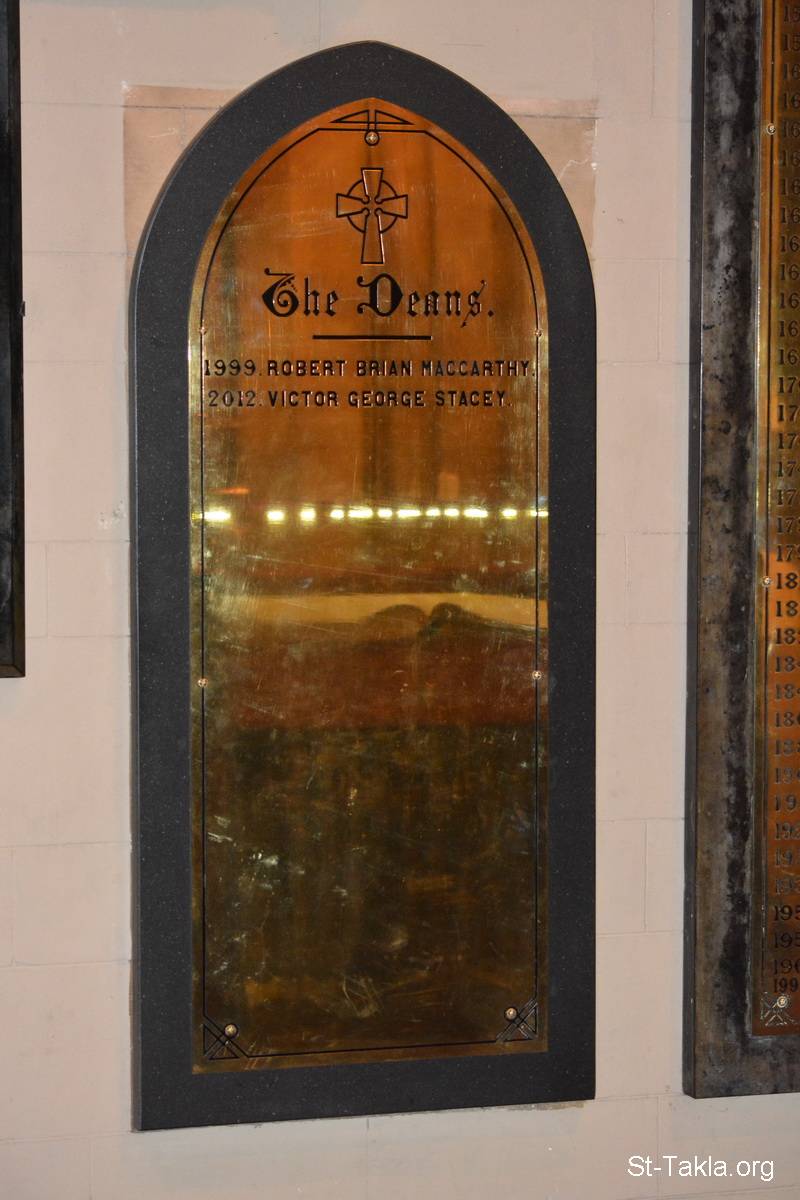 The Deans.
1999. ROBERT BRIAN MACCARTHY.
2012. VICTOR GEORGE STACEY.
St-Takla.org